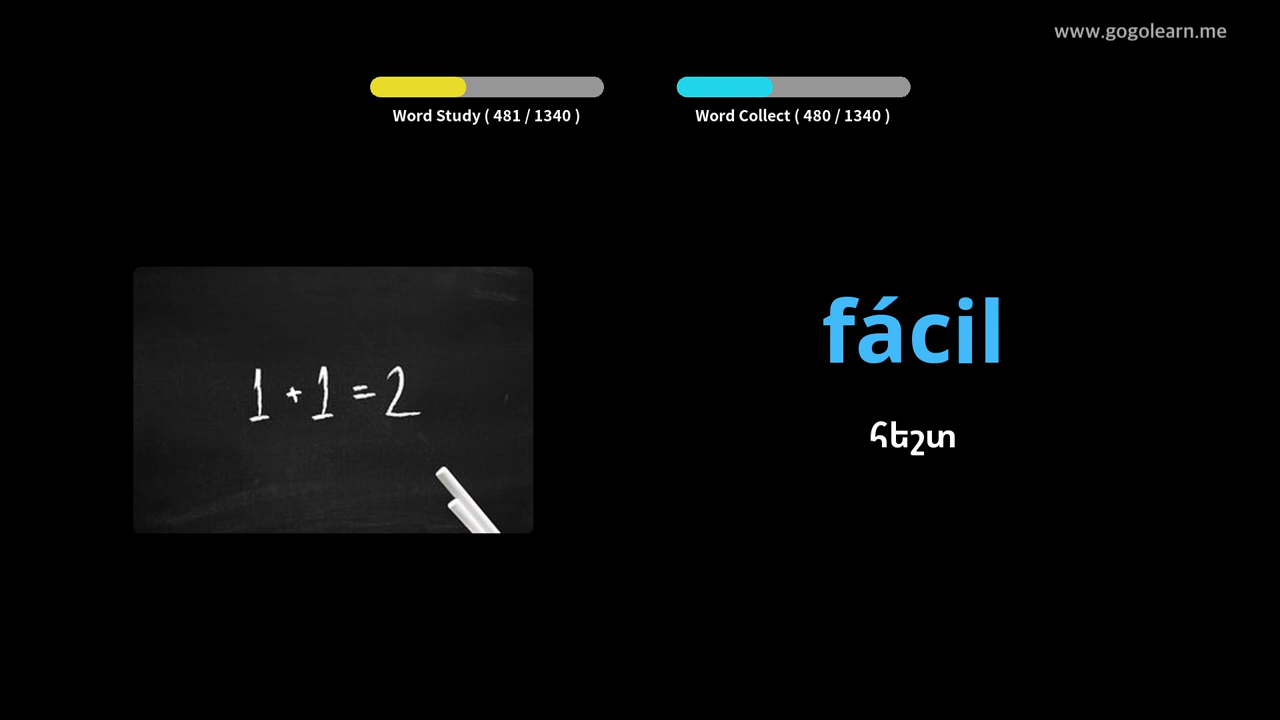 www.gogolearn.me
Word Study ( 481 / 1340 )
Word Collect ( 480 / 1340 )
1 + 1 = 2
fácil
հեշտ